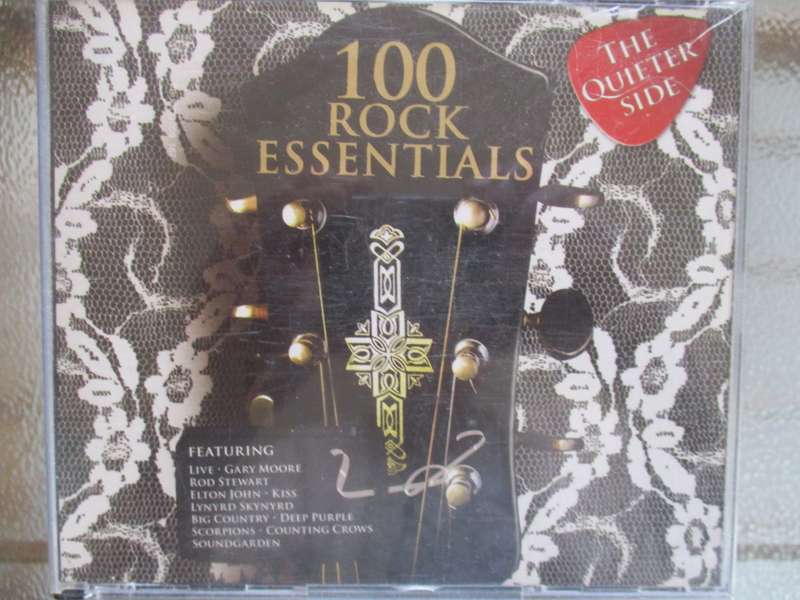 100
ROCK
ESSENTIALS
THE
QUIETER
SIDE
FEATURING
LIVE · GARY MOORE
ROD STEWART
ELTON JOHN · KISS
LYNYRD SKYNYRD
BIG COUNTRY · DEEP PURPLE
SCORPIONS · COUNTING CROWS
SOUNDGARDEN